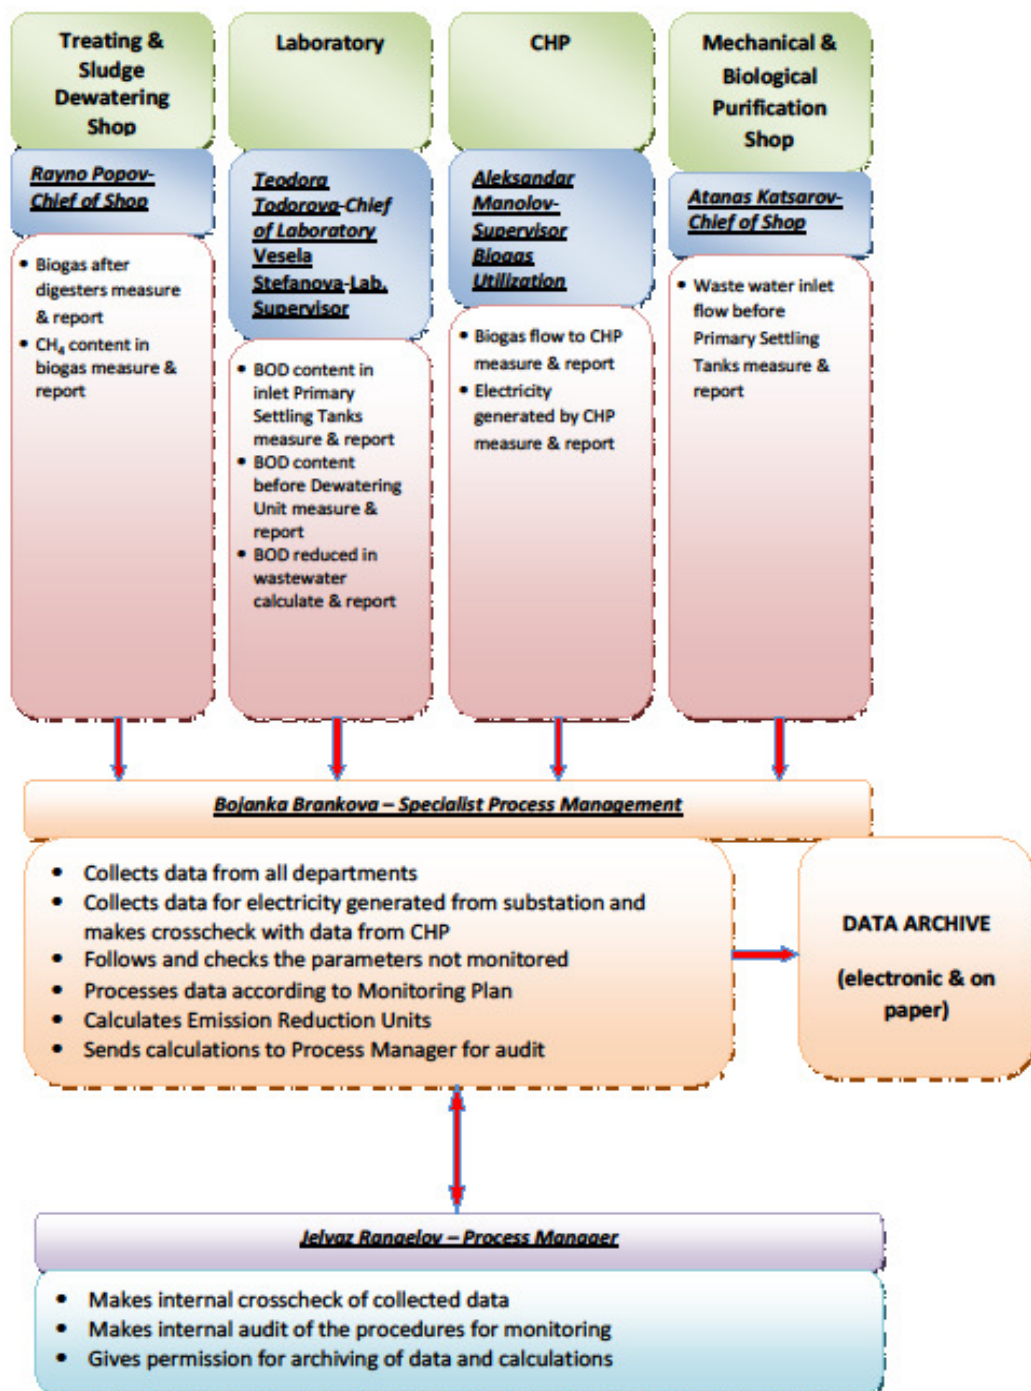 Treating &
Sludge
Dewatering
Shop
Rayno Popov-
Chief of Shop
• Biogas after
digesters measure
& report
• CH₄ content in
biogas measure &
report
Laboratory
Teodora
Todorova-Chief
of Laboratory
Vesela
Stefanova-Lab.
Supervisor
• BOD content in
inlet Primary
Settling Tanks
measure & report
• BOD content
before Dewatering
Unit measure &
report
• BOD reduced in
wastewater
calculate & report
CHP
Aleksandar
Manolov-
Supervisor
Biogas
Utilization
• Biogas flow to CHP
measure & report
• Electricity
generated by CHP
measure & report
Mechanical &
Biological
Purification
Shop
Atanas Katsarov-
Chief of Shop
• Waste water inlet
flow before
Primary Settling
Tanks measure &
report
Bojanka Brankova – Specialist Process Management
• Collects data from all departments
• Collects data for electricity generated from substation and
makes crosscheck with data from CHP
• Follows and checks the parameters not monitored
• Processes data according to Monitoring Plan
• Calculates Emission Reduction Units
• Sends calculations to Process Manager for audit
DATA ARCHIVE
(electronic & on
paper)
Jelvaz Rangelov – Process Manager
• Makes internal crosscheck of collected data
• Makes internal audit of the procedures for monitoring
• Gives permission for archiving of data and calculations